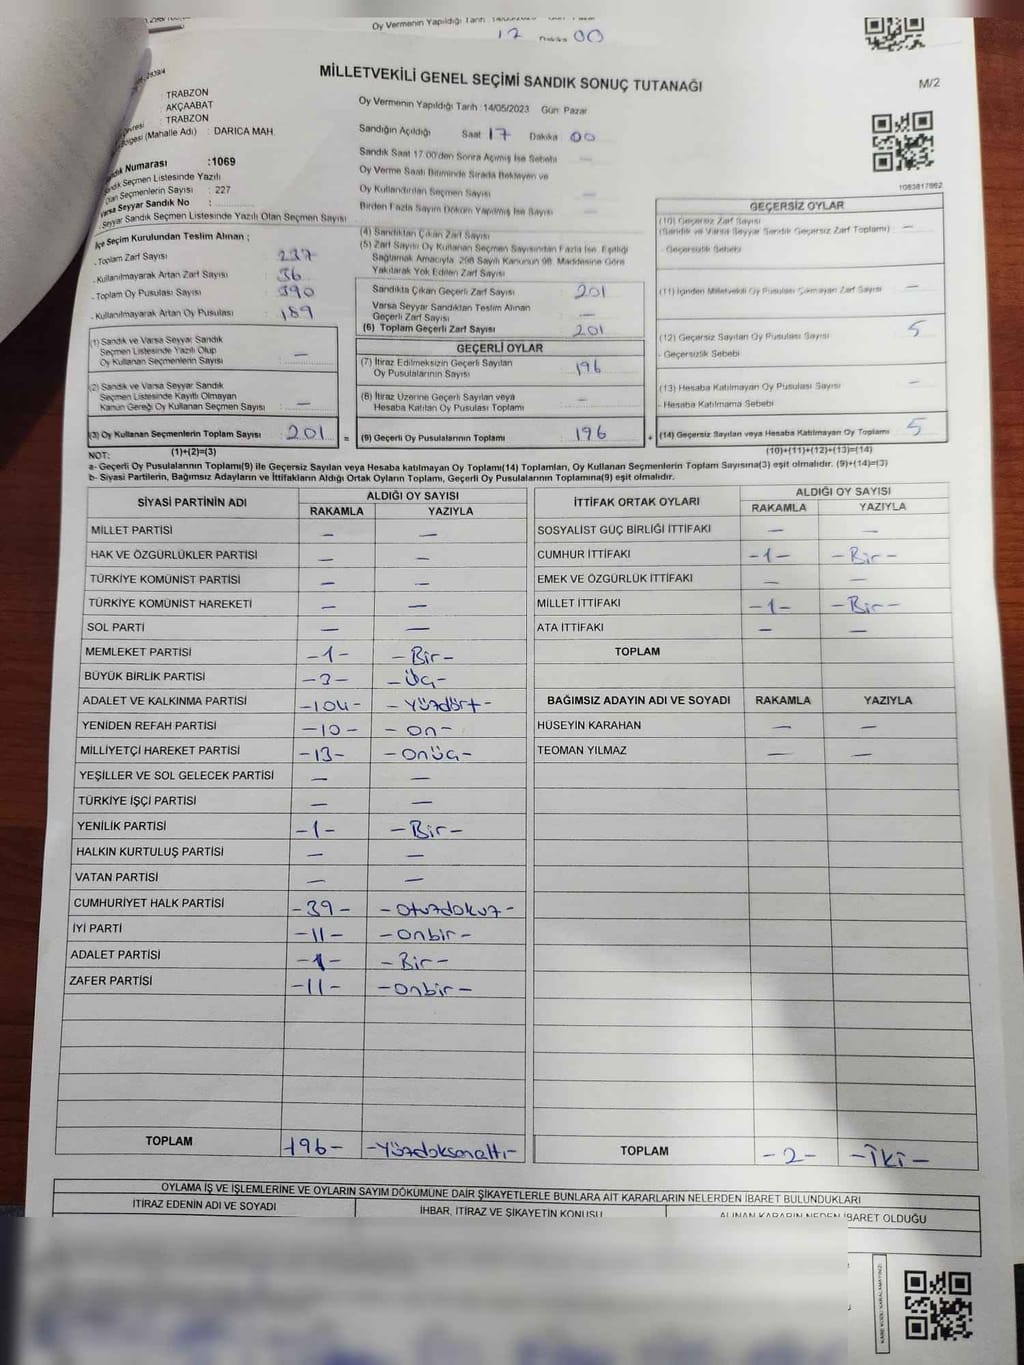 Oy Vermenin Yapıldığı Tarih
17 00
MİLLETVEKİLİ GENEL SEÇİMİ SANDIK SONUÇ TUTANAĞI
M/2
: TRABZON
: AKÇAABAT
: TRABZON
(Mahalle Adı) : DARICA MAH.
Numarası :1069
Seçmen Listesinde Yazılı
Olan Seçmenlerin Sayısı : 227
Varsa Seyyar Sandık No :
Seyyar Sandık Seçmen Listesinde Yazılı Olan Seçmen Sayısı
Oy Vermenin Yapıldığı Tarih :14/05/2023 Gün: Pazar
Sandığın Açıldığı Saat 17 Dakika 00
Sandık Saat 17:00'den Sonra Açılmış İse Sebebi —
Oy Verme Saati Bitiminde Sırada Bekleyen ve
Oy Kullandırılan Seçmen Sayısı —
Birden Fazla Sayım Döküm Yapılmış İse Sayısı —
1083817862
İlçe Seçim Kurulundan Teslim Alınan ;
. Toplam Zarf Sayısı : 237
. Kullanılmayarak Artan Zarf Sayısı : 36
. Toplam Oy Pusulası Sayısı : 390
. Kullanılmayarak Artan Oy Pusulası : 189
(1) Sandık ve Varsa Seyyar Sandık
Seçmen Listesinde Yazılı Olup
Oy Kullanan Seçmenlerin Sayısı : —
(2) Sandık ve Varsa Seyyar Sandık
Seçmen Listesinde Kayıtlı Olmayan
Kanun Gereği Oy Kullanan Seçmen Sayısı : —
(3) Oy Kullanan Seçmenlerin Toplam Sayısı : 201 =
(4) Sandıktan Çıkan Zarf Sayısı
(5) Zarf Sayısı Oy Kullanan Seçmen Sayısından Fazla İse, Eşitliği
Sağlamak Amacıyla, 298 Sayılı Kanunun 98. Maddesine Göre
Yakılarak Yok Edilen Zarf Sayısı
Sandıkta Çıkan Geçerli Zarf Sayısı : 201
Varsa Seyyar Sandıktan Teslim Alınan
Geçerli Zarf Sayısı : —
(6) Toplam Geçerli Zarf Sayısı : 201
GEÇERLİ OYLAR
(7) İtiraz Edilmeksizin Geçerli Sayılan
Oy Pusulalarının Sayısı : 196
(8) İtiraz Üzerine Geçerli Sayılan veya
Hesaba Katılan Oy Pusulası Toplamı : —
(9) Geçerli Oy Pusulalarının Toplamı : 196 +
GEÇERSİZ OYLAR
(10) Geçersiz Zarf Sayısı
(Sandık ve Varsa Seyyar Sandık Geçersiz Zarf Toplamı) : —
- Geçersizlik Sebebi
(11) İçinden Milletvekili Oy Pusulası Çıkmayan Zarf Sayısı : —
(12) Geçersiz Sayılan Oy Pusulası Sayısı : 5
- Geçersizlik Sebebi
(13) Hesaba Katılmayan Oy Pusulası Sayısı : —
- Hesaba Katılmama Sebebi
(14) Geçersiz Sayılan veya Hesaba Katılmayan Oy Toplamı : 5
NOT: (1)+(2)=(3) (10)+(11)+(12)+(13)=(14)
a- Geçerli Oy Pusulalarının Toplamı(9) ile Geçersiz Sayılan veya Hesaba katılmayan Oy Toplamı(14) Toplamları, Oy Kullanan Seçmenlerin Toplam Sayısına(3) eşit olmalıdır. (9)+(14)=(3)
b- Siyasi Partilerin, Bağımsız Adayların ve İttifakların Aldığı Ortak Oyların Toplamı, Geçerli Oy Pusulalarının Toplamına(9) eşit olmalıdır.
SİYASİ PARTİNİN ADI ALDIĞI OY SAYISI
RAKAMLA YAZIYLA
MİLLET PARTİSİ — —
HAK VE ÖZGÜRLÜKLER PARTİSİ — —
TÜRKİYE KOMÜNİST PARTİSİ — —
TÜRKİYE KOMÜNİST HAREKETİ — —
SOL PARTİ — —
MEMLEKET PARTİSİ -1- -Bir-
BÜYÜK BİRLİK PARTİSİ -3- -Üç-
ADALET VE KALKINMA PARTİSİ -104- -Yüzdört-
YENİDEN REFAH PARTİSİ -10- -On-
MİLLİYETÇİ HAREKET PARTİSİ -13- -Onüç-
YEŞİLLER VE SOL GELECEK PARTİSİ — —
TÜRKİYE İŞÇİ PARTİSİ — —
YENİLİK PARTİSİ -1- -Bir-
HALKIN KURTULUŞ PARTİSİ — —
VATAN PARTİSİ — —
CUMHURİYET HALK PARTİSİ -39- -Otuzdokuz-
İYİ PARTİ -11- -Onbir-
ADALET PARTİSİ -1- -Bir-
ZAFER PARTİSİ -11- -Onbir-
TOPLAM -196- -Yüzdoksanaltı-
İTTİFAK ORTAK OYLARI ALDIĞI OY SAYISI
RAKAMLA YAZIYLA
SOSYALİST GÜÇ BİRLİĞİ İTTİFAKI — —
CUMHUR İTTİFAKI -1- -Bir-
EMEK VE ÖZGÜRLÜK İTTİFAKI — —
MİLLET İTTİFAKI -1- -Bir-
ATA İTTİFAKI — —
TOPLAM
BAĞIMSIZ ADAYIN ADI VE SOYADI RAKAMLA YAZIYLA
HÜSEYİN KARAHAN — —
TEOMAN YILMAZ — —
TOPLAM -2- -İki-
OYLAMA İŞ VE İŞLEMLERİNE VE OYLARIN SAYIM DÖKÜMÜNE DAİR ŞİKAYETLERLE BUNLARA AİT KARARLARIN NELERDEN İBARET BULUNDUKLARI
İTİRAZ EDENİN ADI VE SOYADI İHBAR, İTİRAZ VE ŞİKAYETİN KONUSU ALINAN KARARIN NEDEN İBARET OLDUĞU